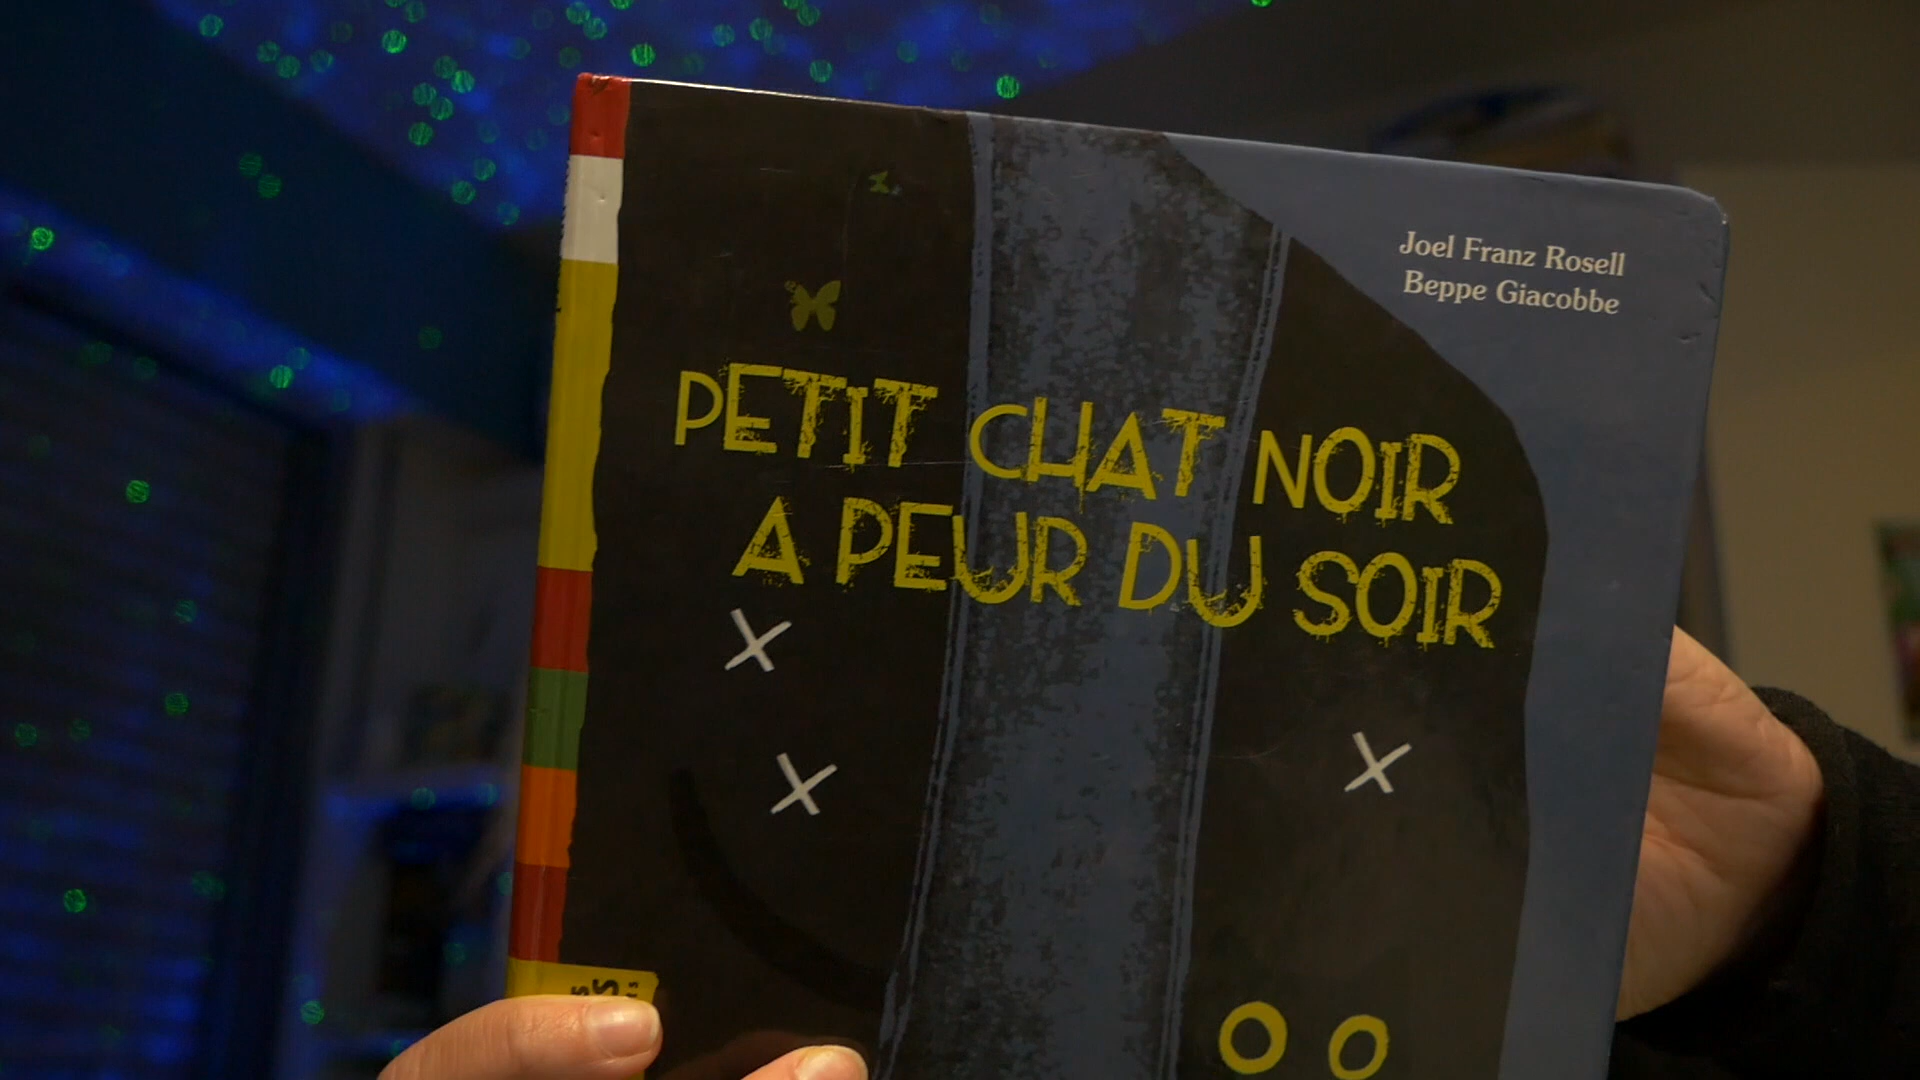 Joel Franz Rosell
Beppe Giacobbe
PETIT CHAT NOIR
A PEUR DU SOIR